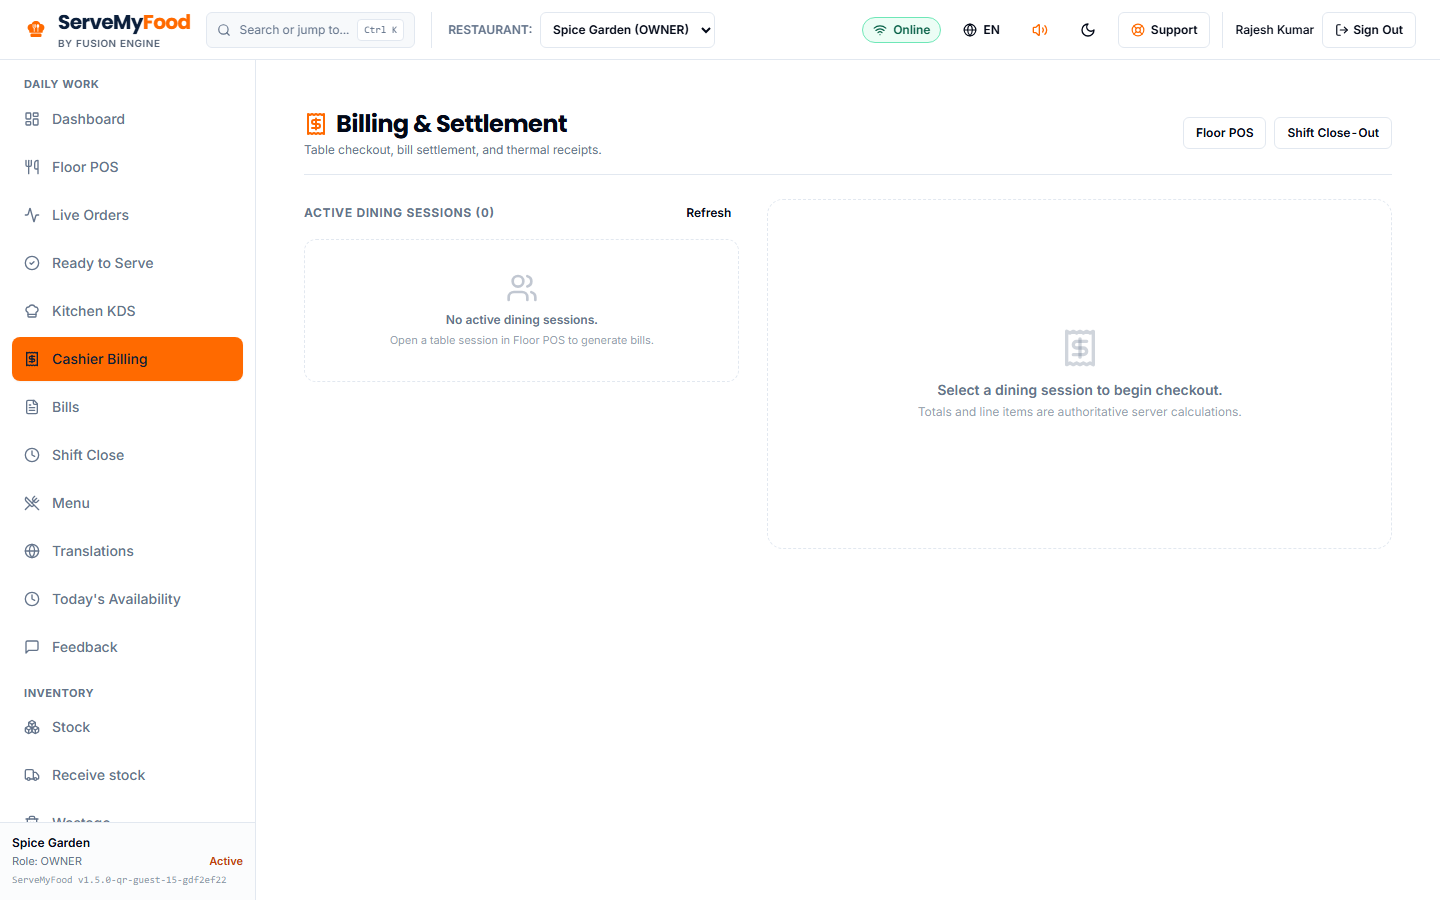 ServeMyFood
BY FUSION ENGINE
Search or jump to... Ctrl K
RESTAURANT: Spice Garden (OWNER)
Online
EN
Support
Rajesh Kumar
Sign Out
DAILY WORK
Dashboard
Floor POS
Live Orders
Ready to Serve
Kitchen KDS
Cashier Billing
Bills
Shift Close
Menu
Translations
Today's Availability
Feedback
INVENTORY
Stock
Receive stock
Wastage
Spice Garden
Role: OWNER Active
ServeMyFood v1.5.0-qr-guest-15-gdf2ef22
Billing & Settlement
Table checkout, bill settlement, and thermal receipts.
Floor POS
Shift Close-Out
ACTIVE DINING SESSIONS (0) Refresh
No active dining sessions.
Open a table session in Floor POS to generate bills.
Select a dining session to begin checkout.
Totals and line items are authoritative server calculations.